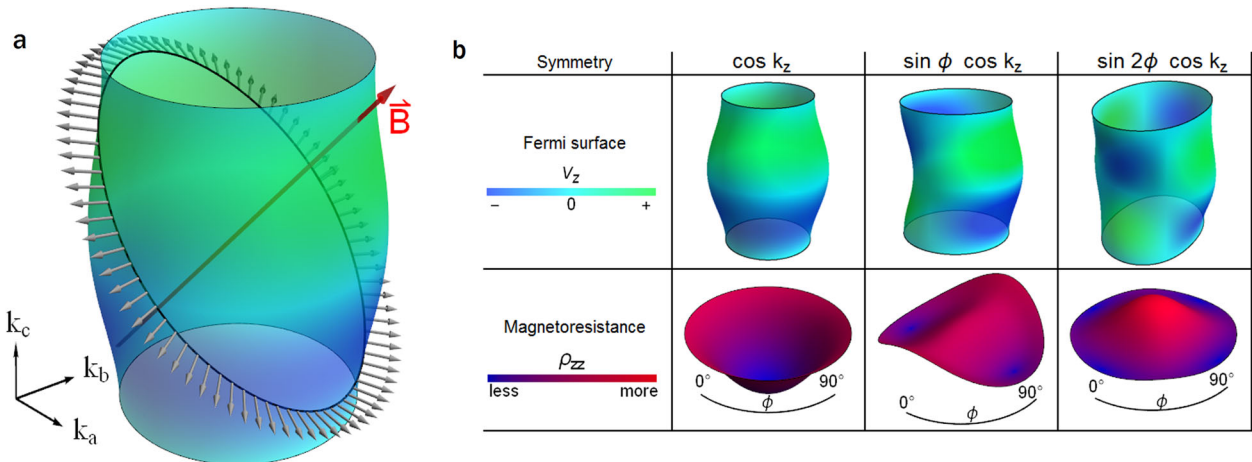 a
B
k_c
k_b
k_a
b
Symmetry
cos k_z
sin ϕ cos k_z
sin 2ϕ cos k_z
Fermi surface
V_z
− 0 +
Magnetoresistance
ρ_zz
less more
0° 90°
ϕ
0° 90°
ϕ
0° 90°
ϕ